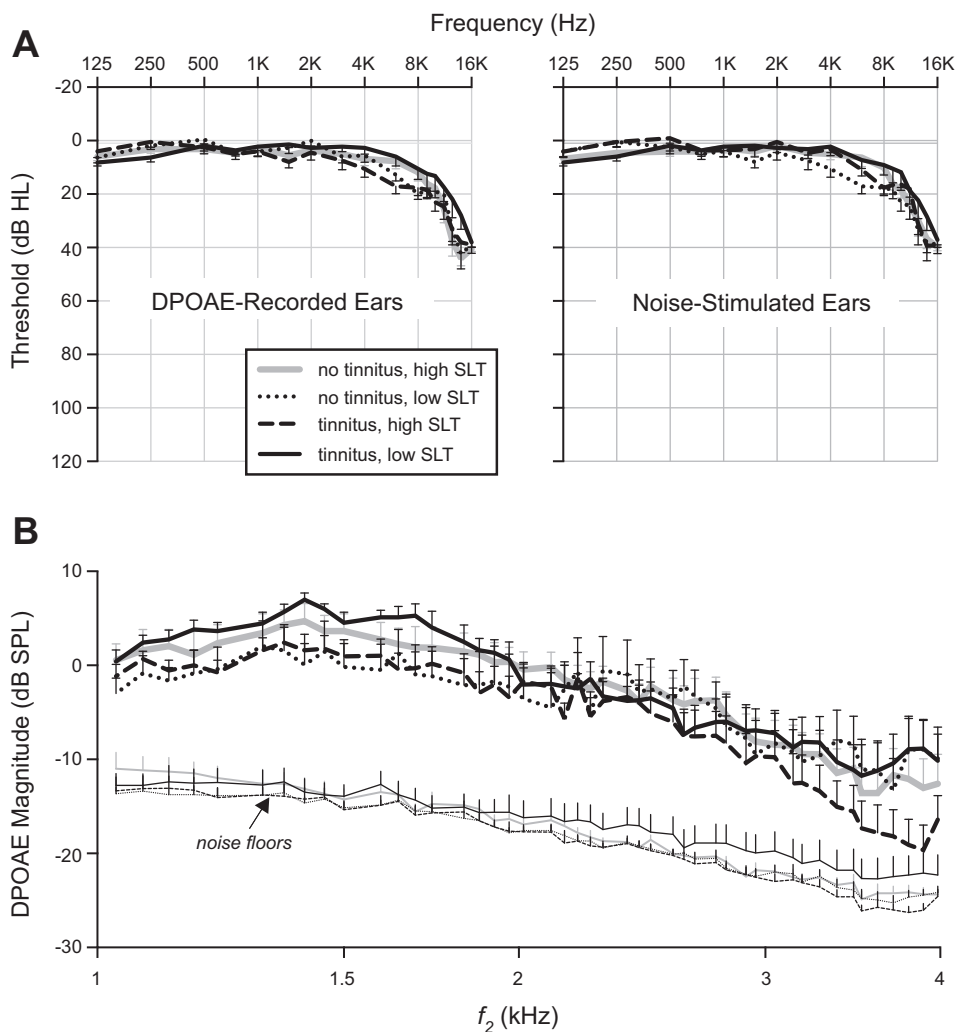 A
Frequency (Hz)
125 250 500 1K 2K 4K 8K 16K
125 250 500 1K 2K 4K 8K 16K
Threshold (dB HL)
-20
0
20
40
60
80
100
120
DPOAE-Recorded Ears
Noise-Stimulated Ears
no tinnitus, high SLT
no tinnitus, low SLT
tinnitus, high SLT
tinnitus, low SLT
B
DPOAE Magnitude (dB SPL)
10
0
-10
-20
-30
noise floors
1 1.5 2 3 4
f2 (kHz)